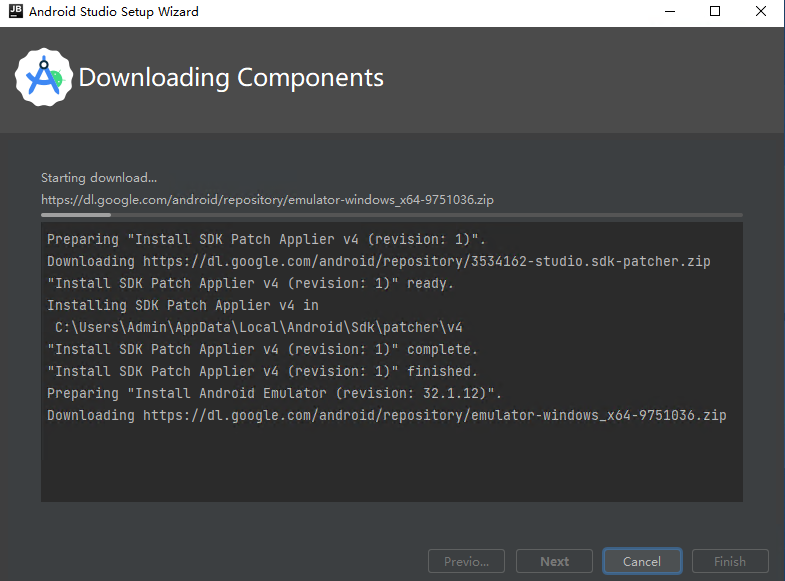 JB Android Studio Setup Wizard
Downloading Components
Starting download...
https://dl.google.com/android/repository/emulator-windows_x64-9751036.zip
Preparing "Install SDK Patch Applier v4 (revision: 1)".
Downloading https://dl.google.com/android/repository/3534162-studio.sdk-patcher.zip
"Install SDK Patch Applier v4 (revision: 1)" ready.
Installing SDK Patch Applier v4 in
C:\Users\Admin\AppData\Local\Android\Sdk\patcher\v4
"Install SDK Patch Applier v4 (revision: 1)" complete.
"Install SDK Patch Applier v4 (revision: 1)" finished.
Preparing "Install Android Emulator (revision: 32.1.12)".
Downloading https://dl.google.com/android/repository/emulator-windows_x64-9751036.zip
Previo... Next Cancel Finish